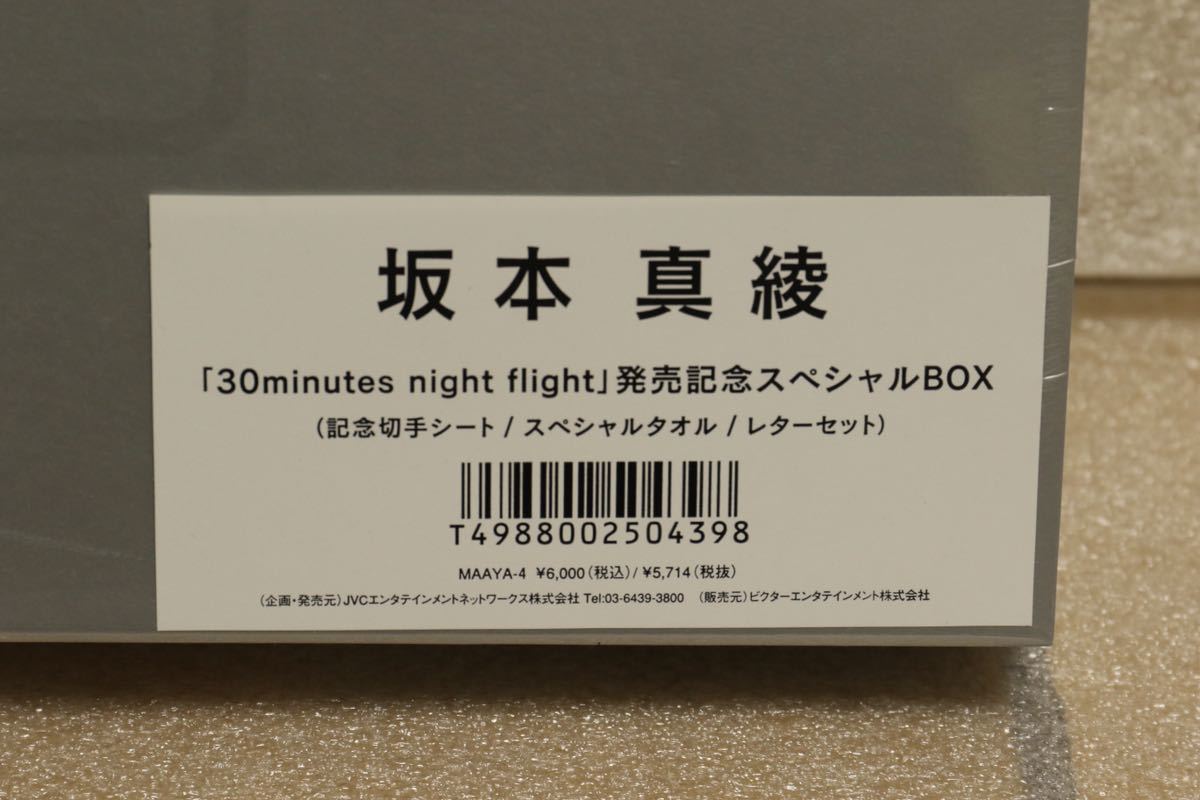 坂本 真綾
「30minutes night flight」発売記念スペシャルBOX
(記念切手シート / スペシャルタオル / レターセット)
T4988002504398
MAAYA-4 ¥6,000(税込)/ ¥5,714(税抜)
(企画・発売元)JVCエンタテインメントネットワークス株式会社 Tel:03-6439-3800 (販売元)ビクターエンタテインメント株式会社